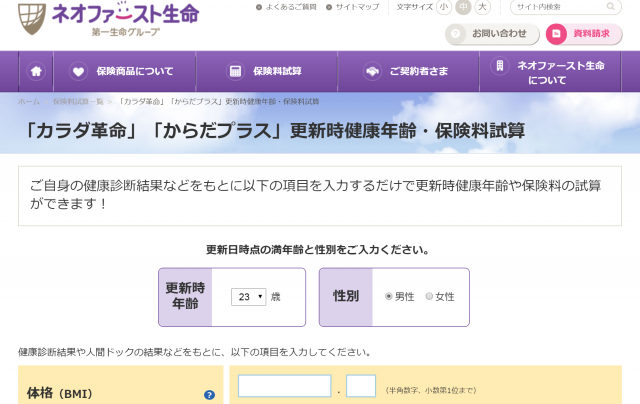 ネオファースト生命
第一生命グループ
よくあるご質問 サイトマップ 文字サイズ 小 中 大 サイト内検索
お問い合わせ 資料請求
保険商品について 保険料試算 ご契約者さま ネオファースト生命
について
ホーム 保険料試算一覧 > 「カラダ革命」「からだプラス」更新時健康年齢・保険料試算
「カラダ革命」「からだプラス」更新時健康年齢・保険料試算
ご自身の健康診断結果などをもとに以下の項目を入力するだけで更新時健康年齢や保険料の試算
ができます！
更新日時点の満年齢と性別をご入力ください。
更新時
年齢
23 歳
性別
男性 女性
健康診断結果や人間ドックの結果などをもとに、以下の項目を入力してください。
体格（BMI） ? . （半角数字、小数第1位まで）